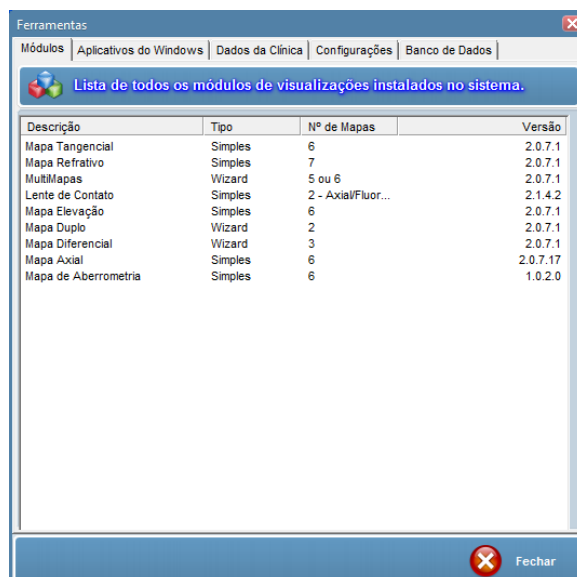 Ferramentas
Módulos Aplicativos do Windows Dados da Clínica Configurações Banco de Dados
Lista de todos os módulos de visualizações instalados no sistema.
Descrição Tipo Nº de Mapas Versão
Mapa Tangencial Simples 6 2.0.7.1
Mapa Refrativo Simples 7 2.0.7.1
MultiMapas Wizard 5 ou 6 2.0.7.1
Lente de Contato Simples 2 - Axial/Fluor... 2.1.4.2
Mapa Elevação Simples 6 2.0.7.1
Mapa Duplo Wizard 2 2.0.7.1
Mapa Diferencial Wizard 3 2.0.7.1
Mapa Axial Simples 6 2.0.7.17
Mapa de Aberrometria Simples 6 1.0.2.0
Fechar